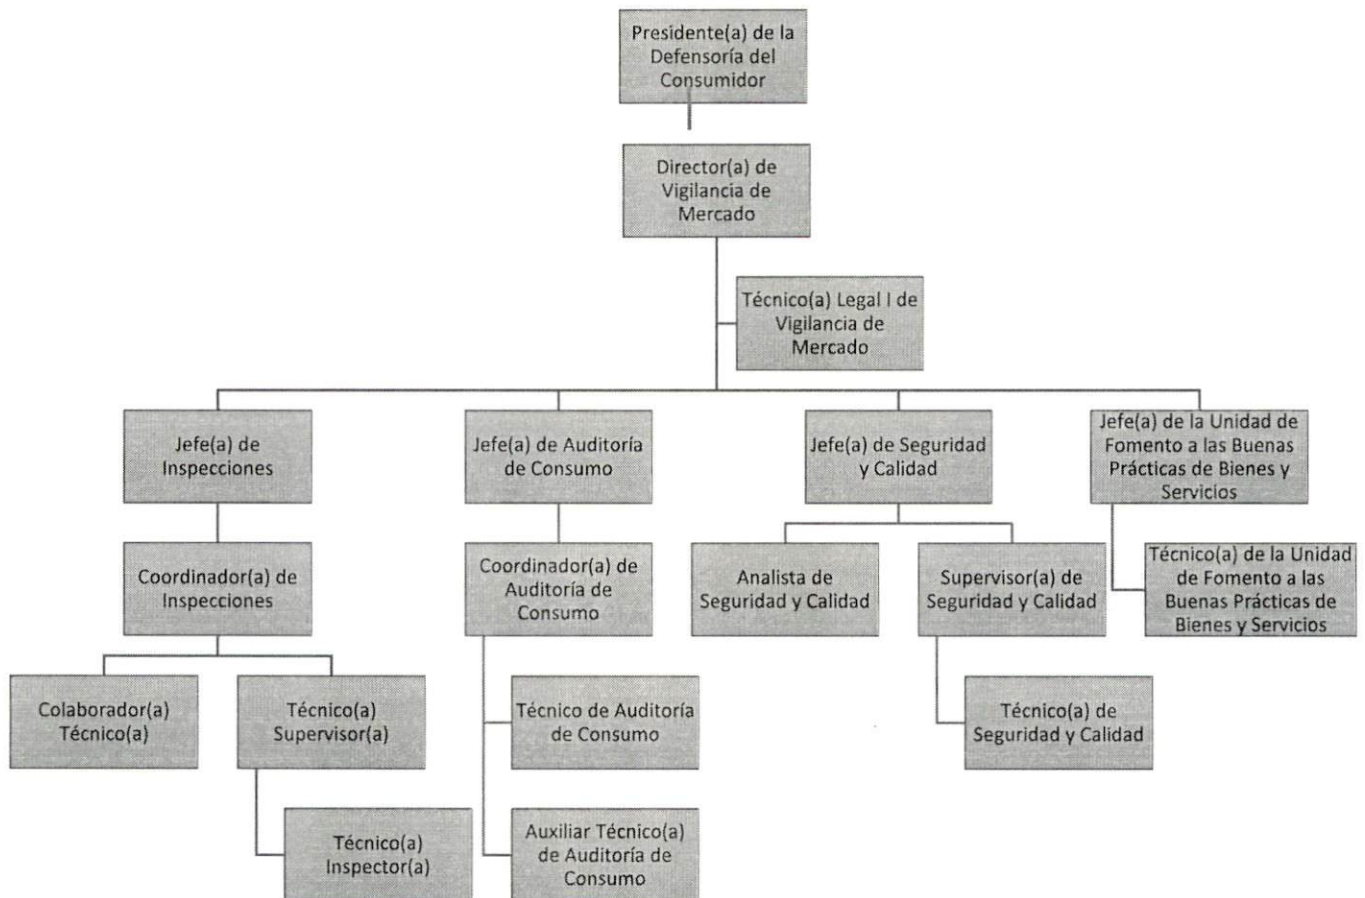 Presidente(a) de la
Defensoría del
Consumidor
Director(a) de
Vigilancia de
Mercado
Técnico(a) Legal I de
Vigilancia de
Mercado
Jefe(a) de
Inspecciones
Jefe(a) de Auditoría
de Consumo
Jefe(a) de Seguridad
y Calidad
Jefe(a) de la Unidad de
Fomento a las Buenas
Prácticas de Bienes y
Servicios
Coordinador(a) de
Inspecciones
Coordinador(a) de
Auditoría de
Consumo
Analista de
Seguridad y Calidad
Supervisor(a) de
Seguridad y Calidad
Técnico(a) de la Unidad
de Fomento a las
Buenas Prácticas de
Bienes y Servicios
Colaborador(a)
Técnico(a)
Técnico(a)
Supervisor(a)
Técnico de Auditoría
de Consumo
Técnico(a) de
Seguridad y Calidad
Técnico(a)
Inspector(a)
Auxiliar Técnico(a)
de Auditoría de
Consumo